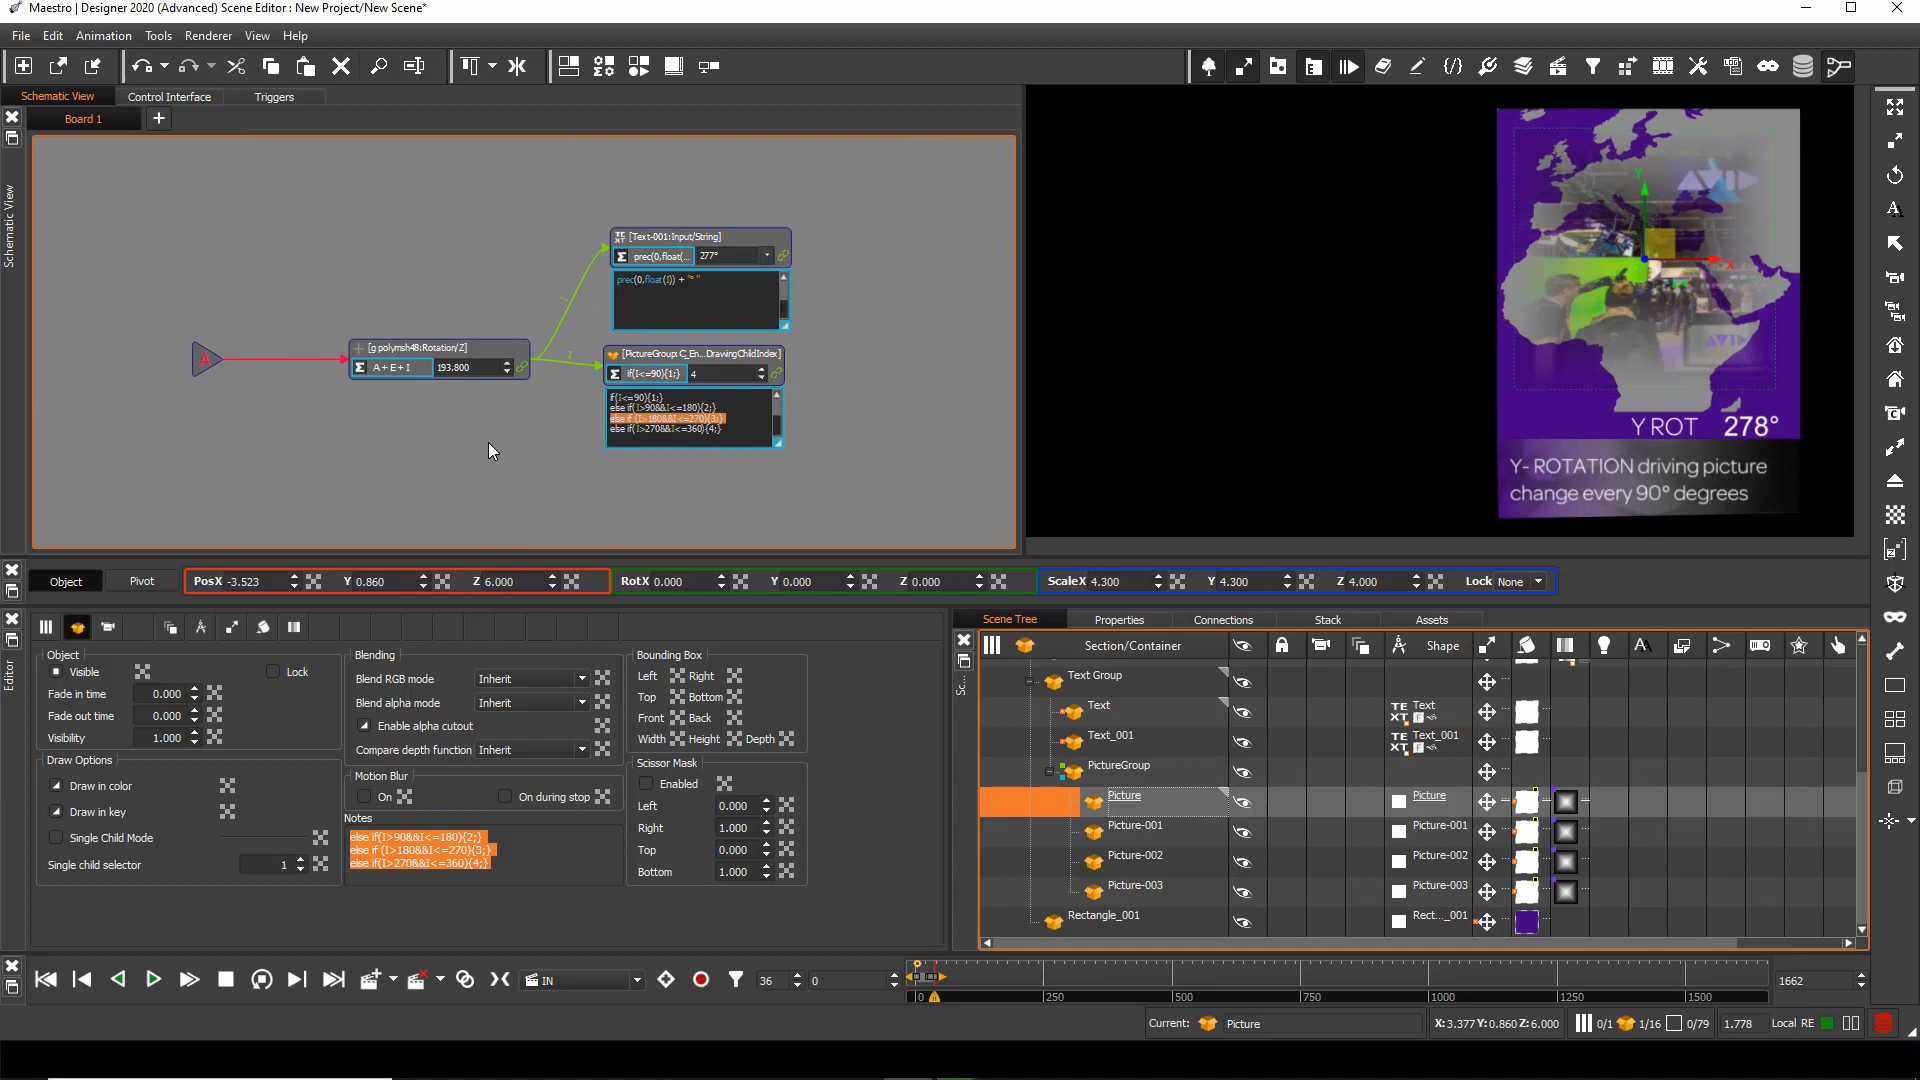 Maestro | Designer 2020 (Advanced) Scene Editor : New Project/New Scene*
File Edit Animation Tools Renderer View Help
Schematic View Control Interface Triggers
Board 1
Schematic View
[Text-001:Input/String]
prec(0,float(... 277°
prec(0,float(I)) + "° "
A
[g polymsh48:Rotation/Z]
A + E + I 193.800
[PictureGroup: C_En...DrawingChildIndex]
if(I<=90){1;} 4
if(I<=90){1;}
else if(I>90&&I<=180){2;}
else if (I>180&&I<=270){3;}
else if(I>270&&I<=360){4;}
AVID
Y
X
Y ROT 278°
Y- ROTATION driving picture
change every 90° degrees
Object Pivot PosX -3.523 Y 0.860 Z 6.000 RotX 0.000 Y 0.000 Z 0.000 ScaleX 4.300 Y 4.300 Z 4.000 Lock None
Editor
Object
Visible Lock
Fade in time 0.000
Fade out time 0.000
Visibility 1.000
Draw Options
Draw in color
Draw in key
Single Child Mode
Single child selector 1
Blending
Blend RGB mode Inherit
Blend alpha mode Inherit
Enable alpha cutout
Compare depth function Inherit
Motion Blur
On On during stop
Notes
else if(I>90&&I<=180){2;}
else if (I>180&&I<=270){3;}
else if(I>270&&I<=360){4;}
Bounding Box
Left Right
Top Bottom
Front Back
Width Height Depth
Scissor Mask
Enabled
Left 0.000
Right 1.000
Top 0.000
Bottom 1.000
Scene Tree Properties Connections Stack Assets
Sc...
Section/Container Shape
Text Group
Text Text
Text_001 Text_001
PictureGroup
Picture Picture
Picture-001 Picture-001
Picture-002 Picture-002
Picture-003 Picture-003
Rectangle_001 Rect..._001
IN 36 0 1662
0 250 500 750 1000 1250 1500
Current: Picture X: 3.377 Y: 0.860 Z: 6.000 0/1 1/16 0/79 1.778 Local RE